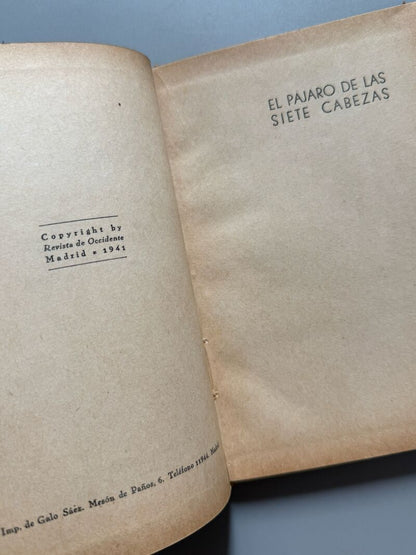 Copyright by
Revista de Occidente
Madrid * 1941
Imp. de Galo Sáez. Mesón de Paños, 6. Teléfono 11944. Madrid
EL PAJARO DE LAS
SIETE CABEZAS